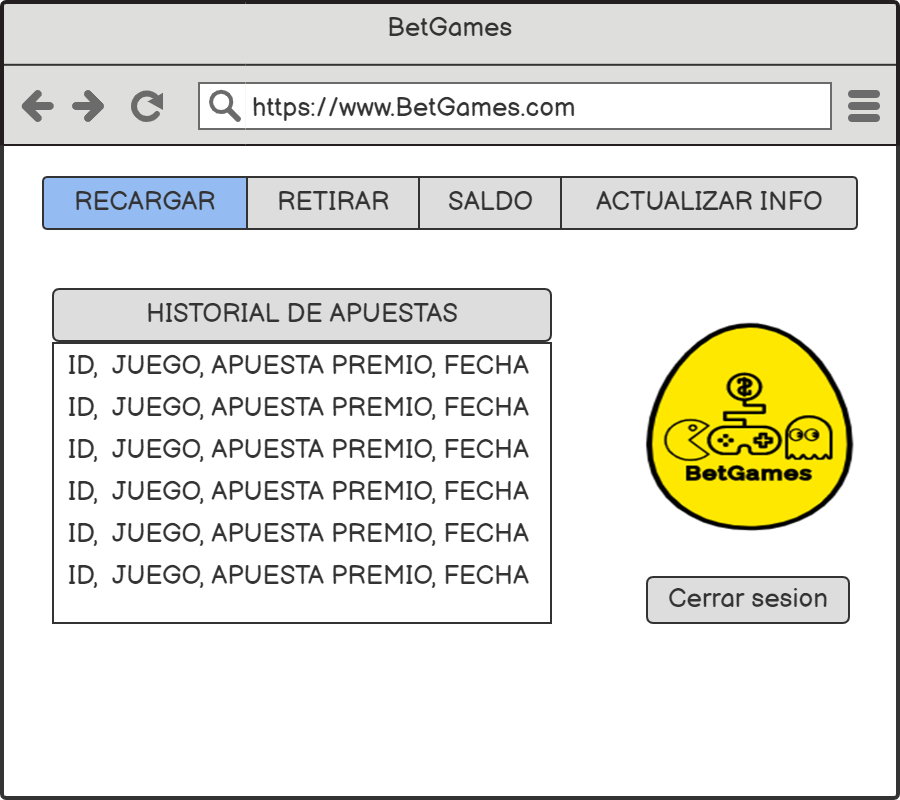 BetGames
https://www.BetGames.com
RECARGAR RETIRAR SALDO ACTUALIZAR INFO
HISTORIAL DE APUESTAS
ID, JUEGO, APUESTA PREMIO, FECHA
ID, JUEGO, APUESTA PREMIO, FECHA
ID, JUEGO, APUESTA PREMIO, FECHA
ID, JUEGO, APUESTA PREMIO, FECHA
ID, JUEGO, APUESTA PREMIO, FECHA
ID, JUEGO, APUESTA PREMIO, FECHA
$
BetGames
Cerrar sesion